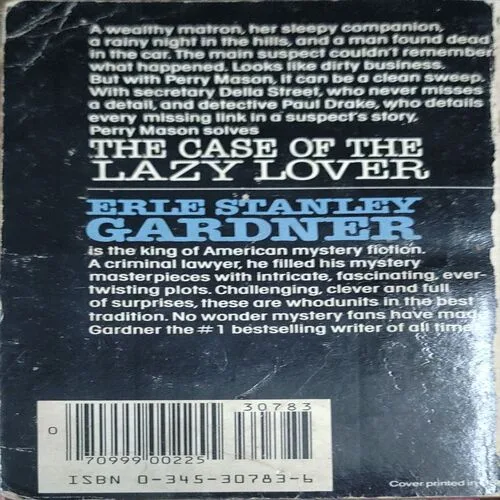 A wealthy matron, her sleepy companion,
a rainy night in the hills, and a man found dead
in the car. The main suspect couldn't remember
what happened. Looks like dirty business.
But with Perry Mason, it can be a clean sweep.
With secretary Della Street, who never misses
a detail, and detective Paul Drake, who details
every missing link in a suspect's story,
Perry Mason solves
THE CASE OF THE
LAZY LOVER
ERLE STANLEY
GARDNER
is the king of American mystery fiction.
A criminal lawyer, he filled his mystery
masterpieces with intricate, fascinating, ever-
twisting plots. Challenging, clever and full
of surprises, these are whodunits in the best
tradition. No wonder mystery fans have made
Gardner the #1 bestselling writer of all time
30783
0
70999 00225
ISBN 0-345-30783-6
Cover printed in